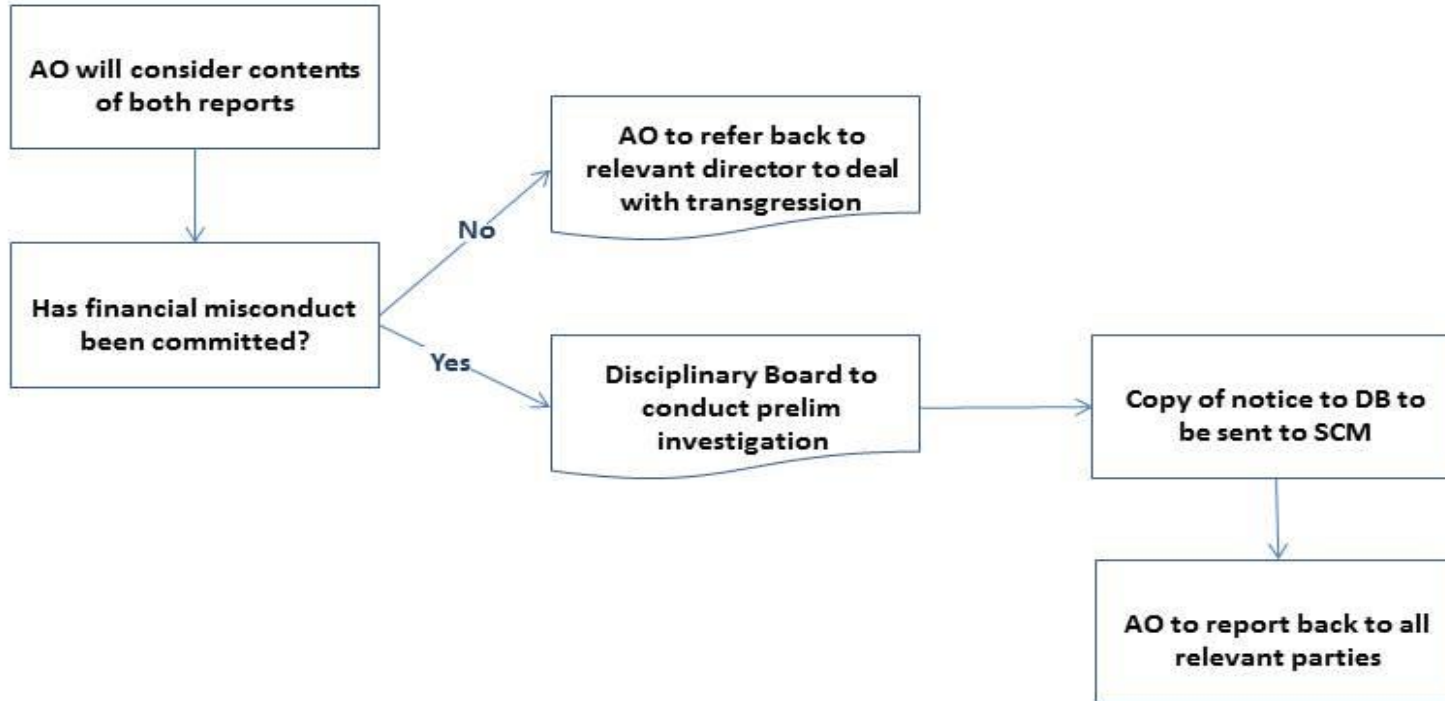 AO will consider contents
of both reports
AO to refer back to
relevant director to deal
with transgression
No
Has financial misconduct
been committed?
Yes
Disciplinary Board to
conduct prelim
investigation
Copy of notice to DB to
be sent to SCM
AO to report back to all
relevant parties